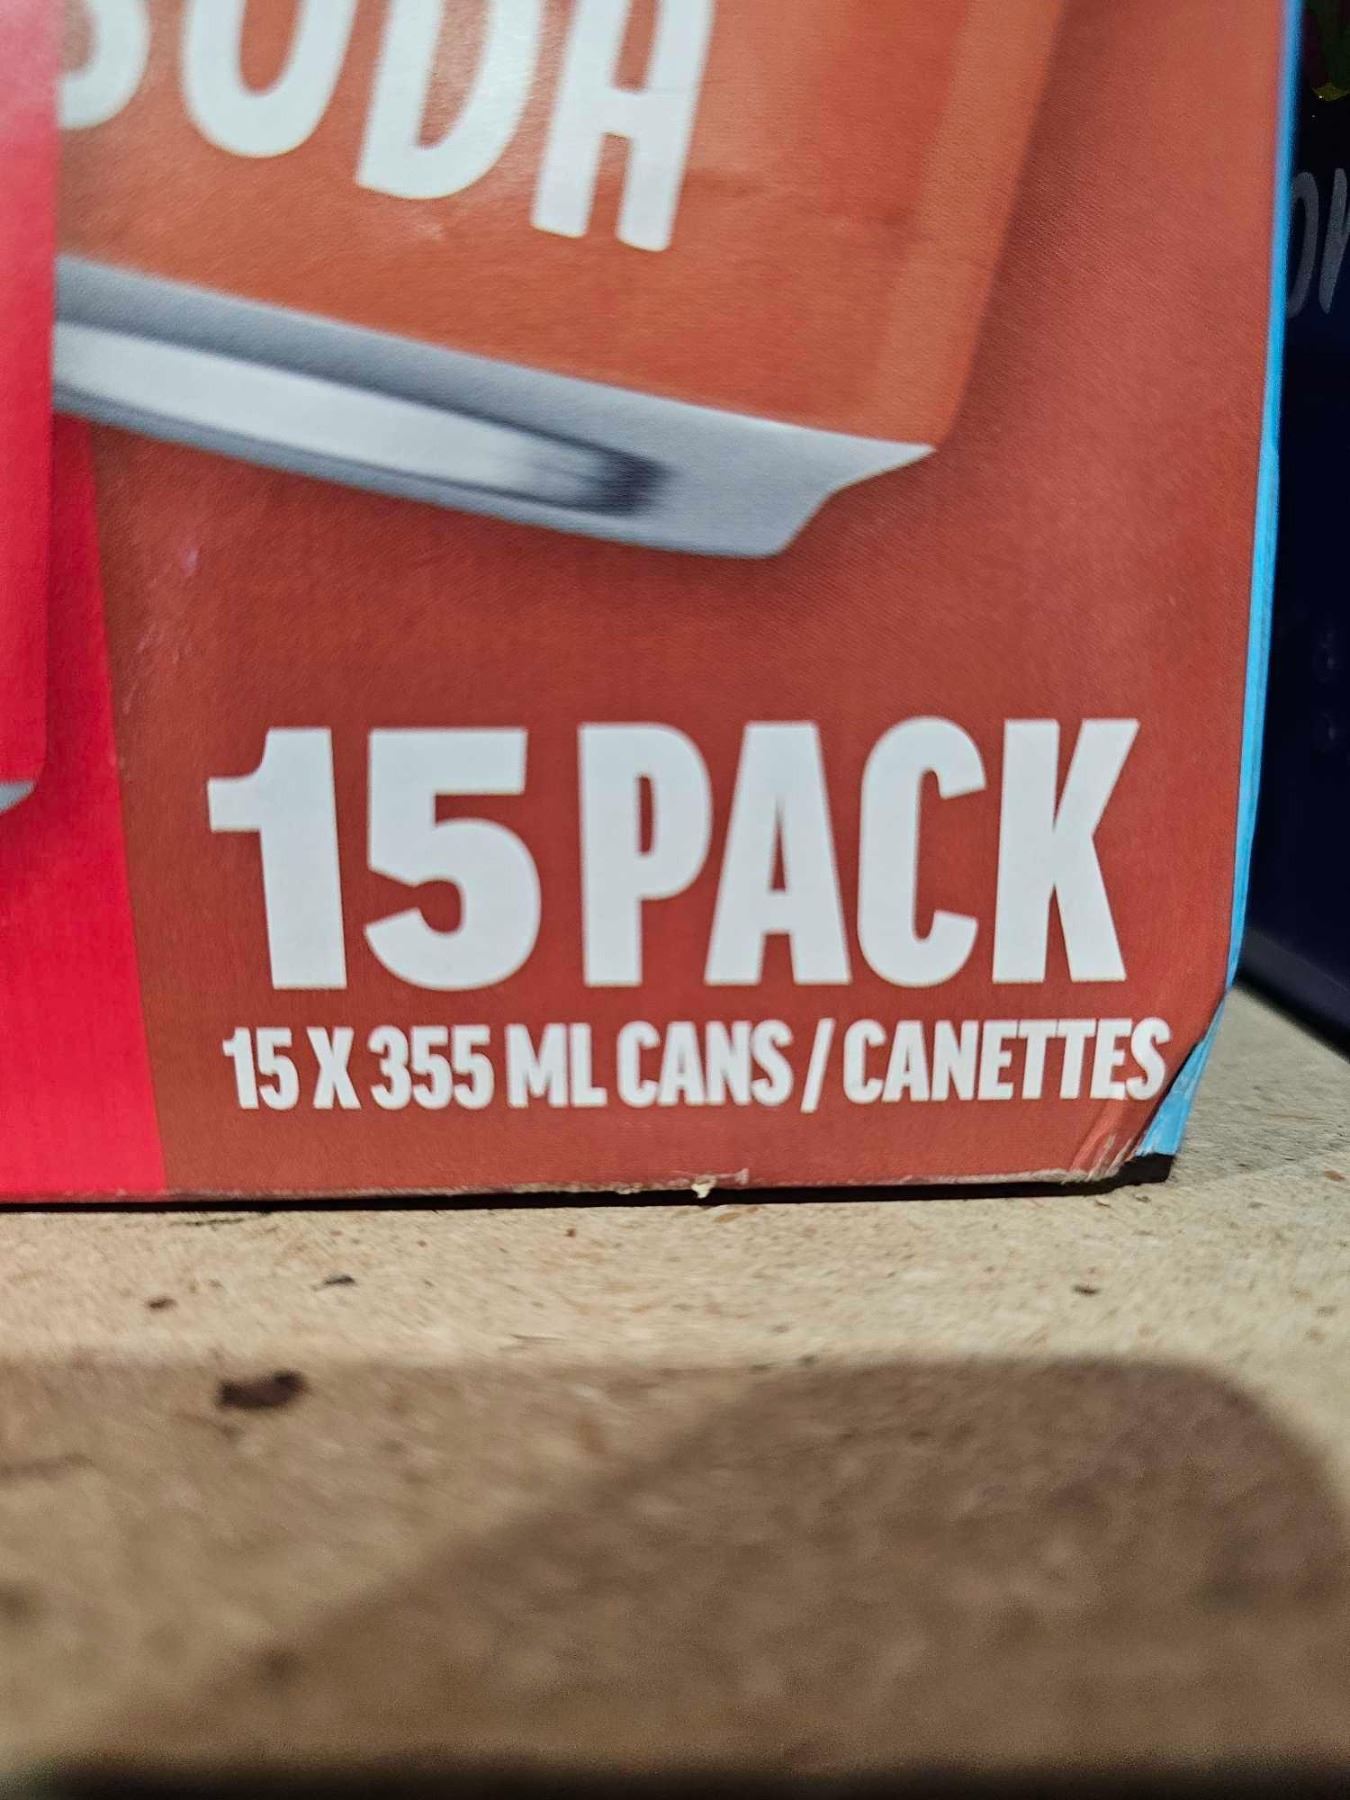 SODA
15 PACK
15 X 355 ML CANS / CANETTES